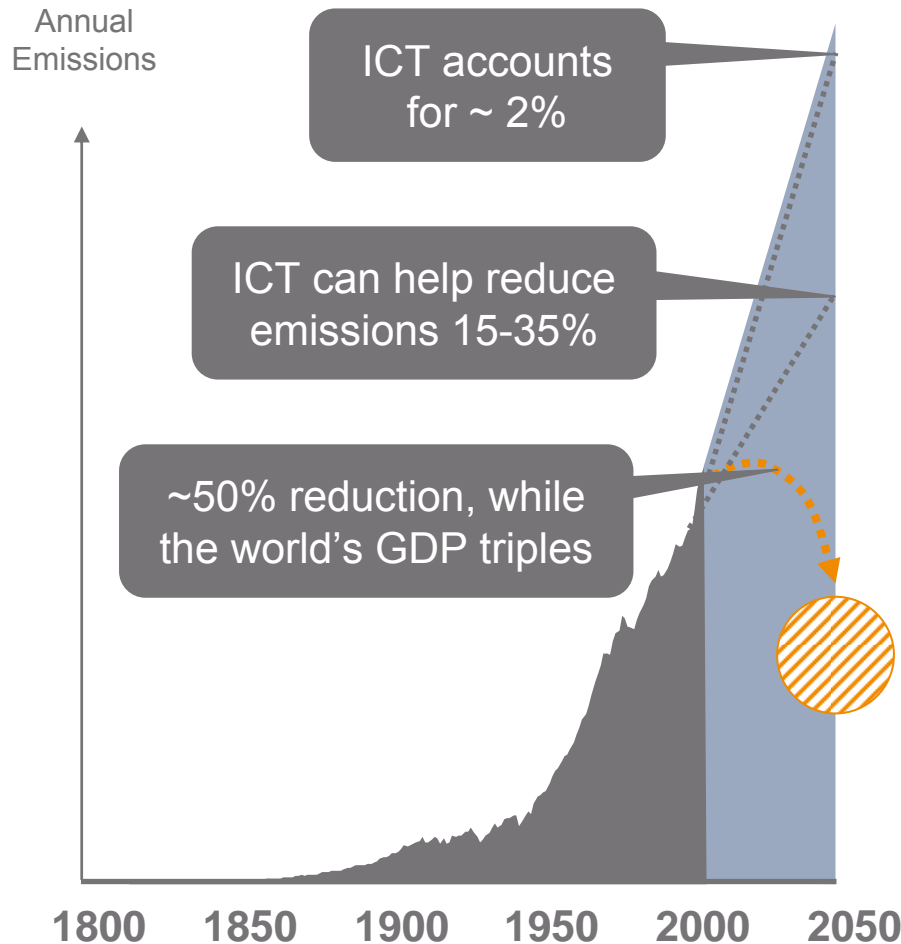 Annual
Emissions
ICT accounts
for ~ 2%
ICT can help reduce
emissions 15-35%
~50% reduction, while
the world's GDP triples
1800 1850 1900 1950 2000 2050